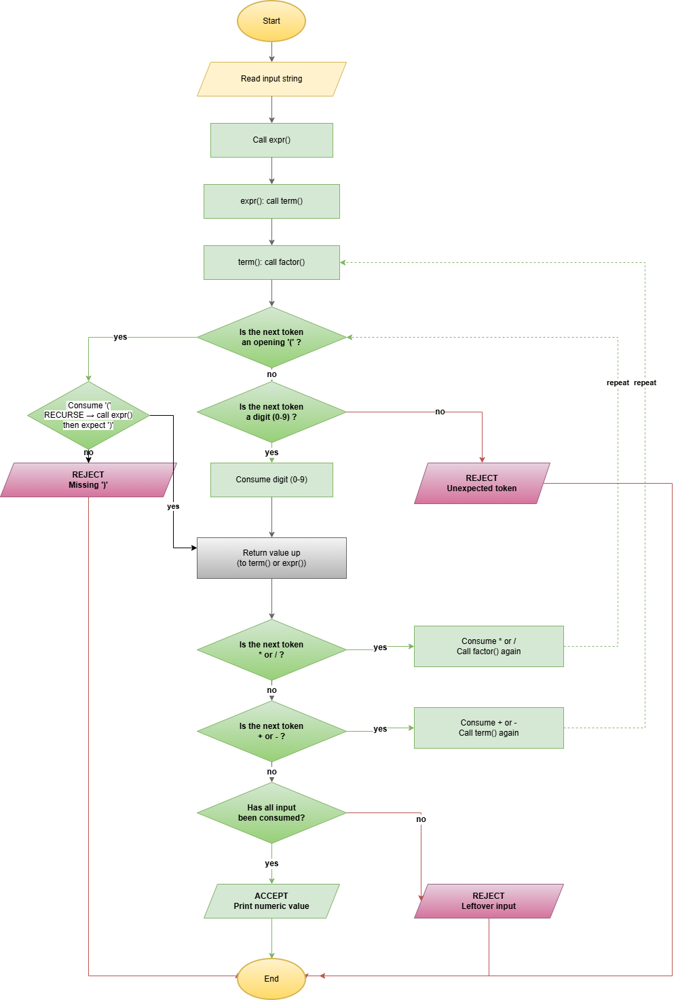 Start
Read input string
Call expr()
expr(): call term()
term(): call factor()
Is the next token
an opening '(' ?
yes
no
repeat
repeat
Consume '('
RECURSE → call expr()
then expect ')'
Is the next token
a digit (0-9) ?
no
no
yes
REJECT
Missing ')'
Consume digit (0-9)
REJECT
Unexpected token
yes
Return value up
(to term() or expr())
Is the next token
* or / ?
yes
Consume * or /
Call factor() again
no
Is the next token
+ or - ?
yes
Consume + or -
Call term() again
no
Has all input
been consumed?
no
yes
ACCEPT
Print numeric value
REJECT
Leftover input
End